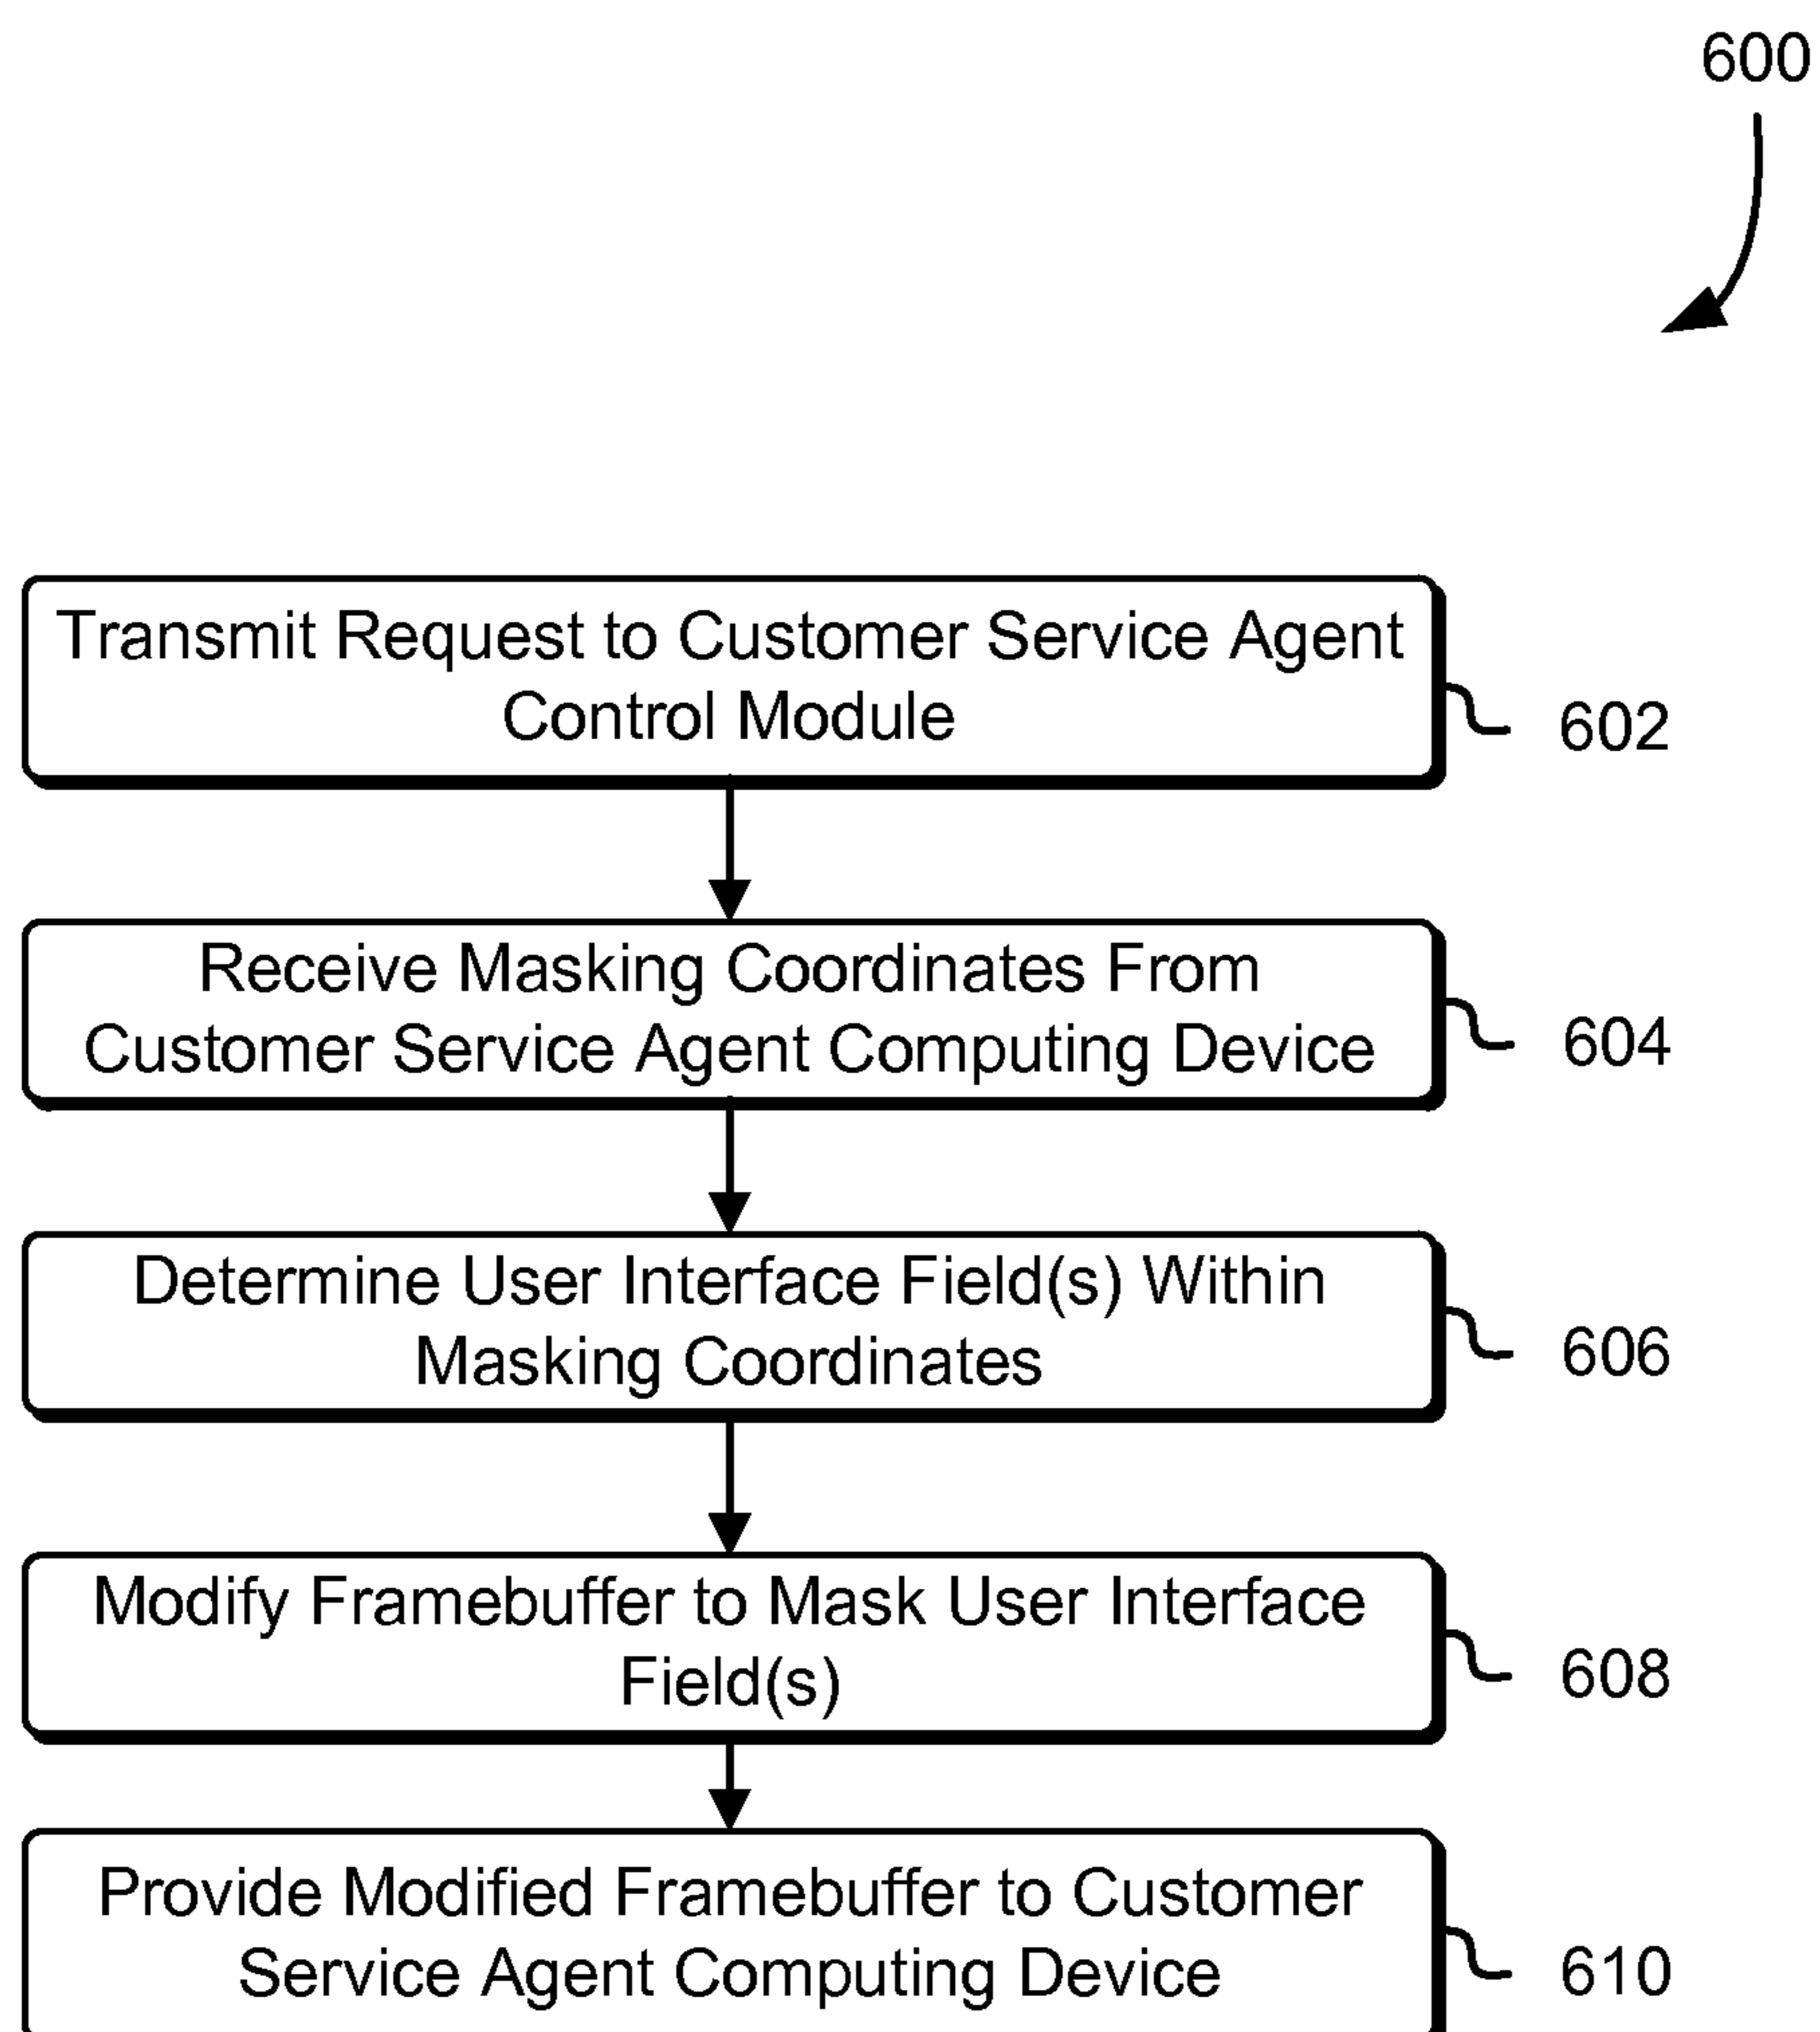 600
Transmit Request to Customer Service Agent
Control Module
602
Receive Masking Coordinates From
Customer Service Agent Computing Device
604
Determine User Interface Field(s) Within
Masking Coordinates
606
Modify Framebuffer to Mask User Interface
Field(s)
608
Provide Modified Framebuffer to Customer
Service Agent Computing Device
610